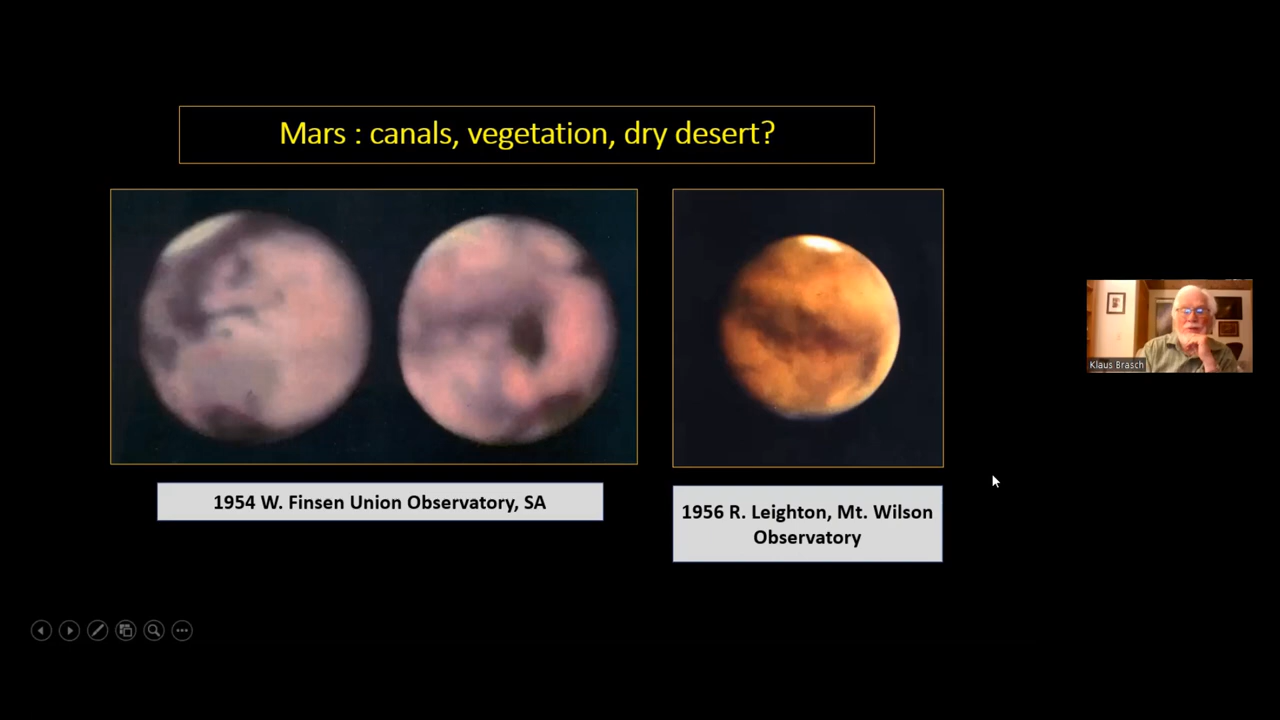 Mars : canals, vegetation, dry desert?
1954 W. Finsen Union Observatory, SA
1956 R. Leighton, Mt. Wilson
Observatory
Klaus Brasch